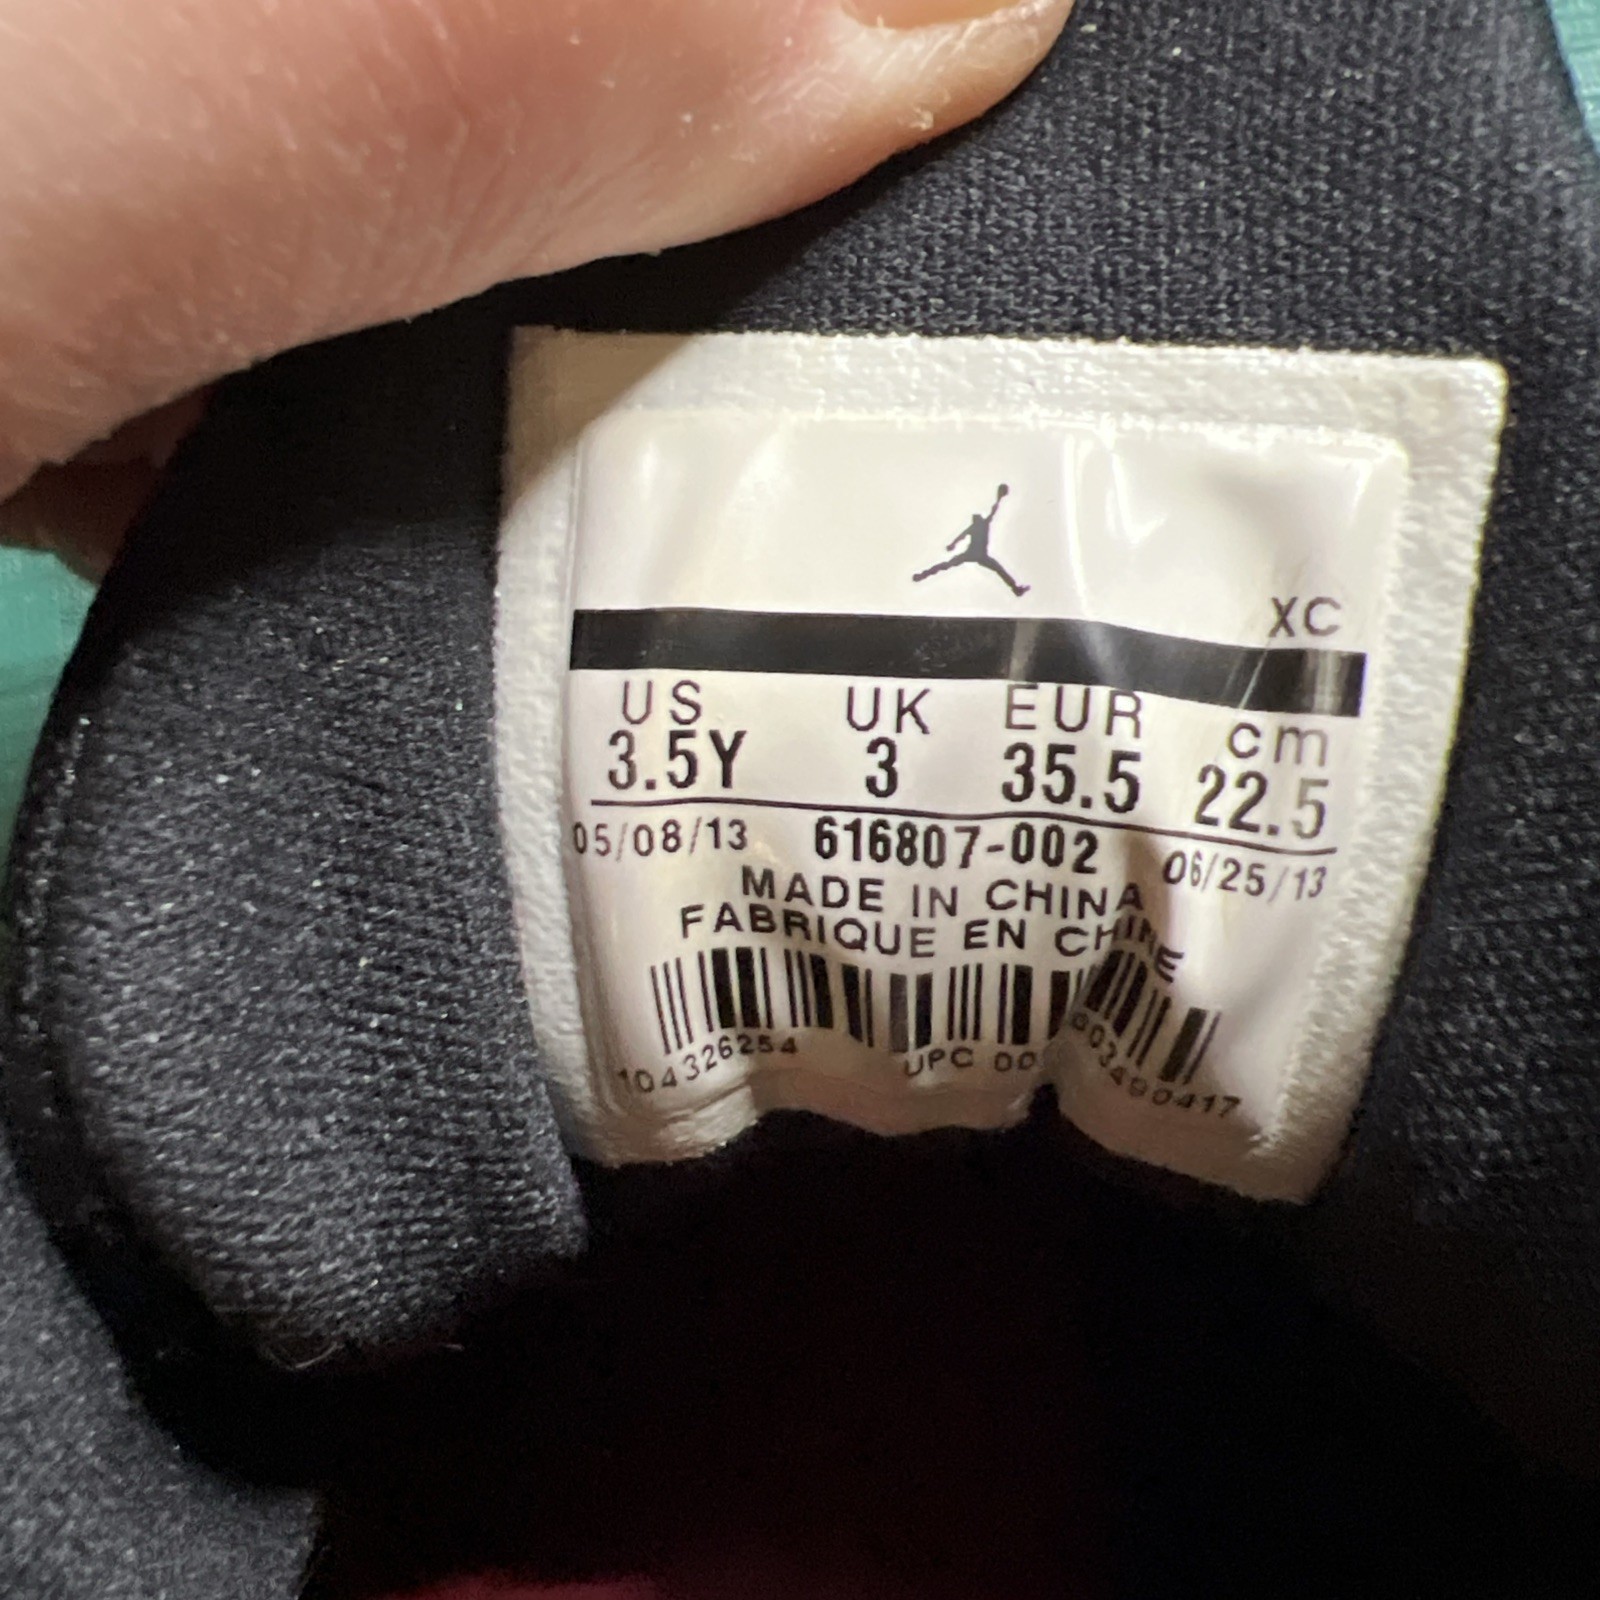 XC
US UK EUR cm
3.5Y 3 35.5 22.5
05/08/13 616807-002 06/25/13
MADE IN CHINA
FABRIQUE EN CHINE
104326254 UPC